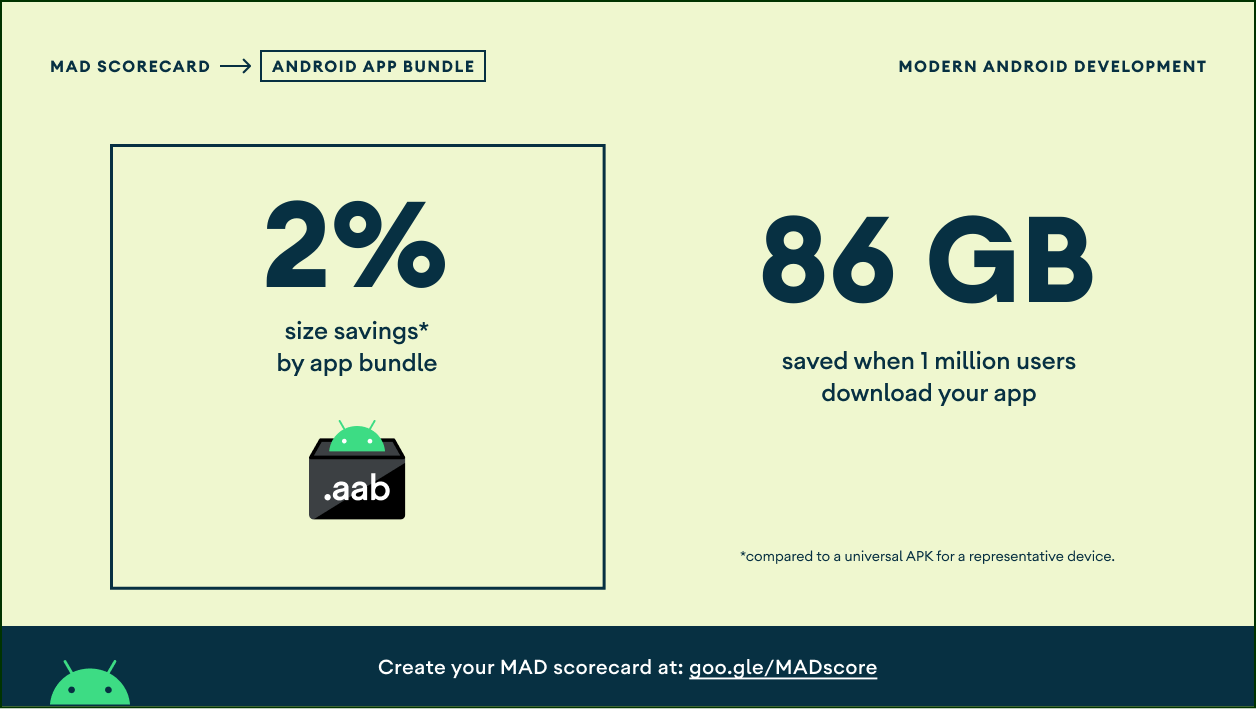 MAD SCORECARD → ANDROID APP BUNDLE
MODERN ANDROID DEVELOPMENT
2%
size savings*
by app bundle
.aab
86 GB
saved when 1 million users
download your app
*compared to a universal APK for a representative device.
Create your MAD scorecard at: goo.gle/MADscore